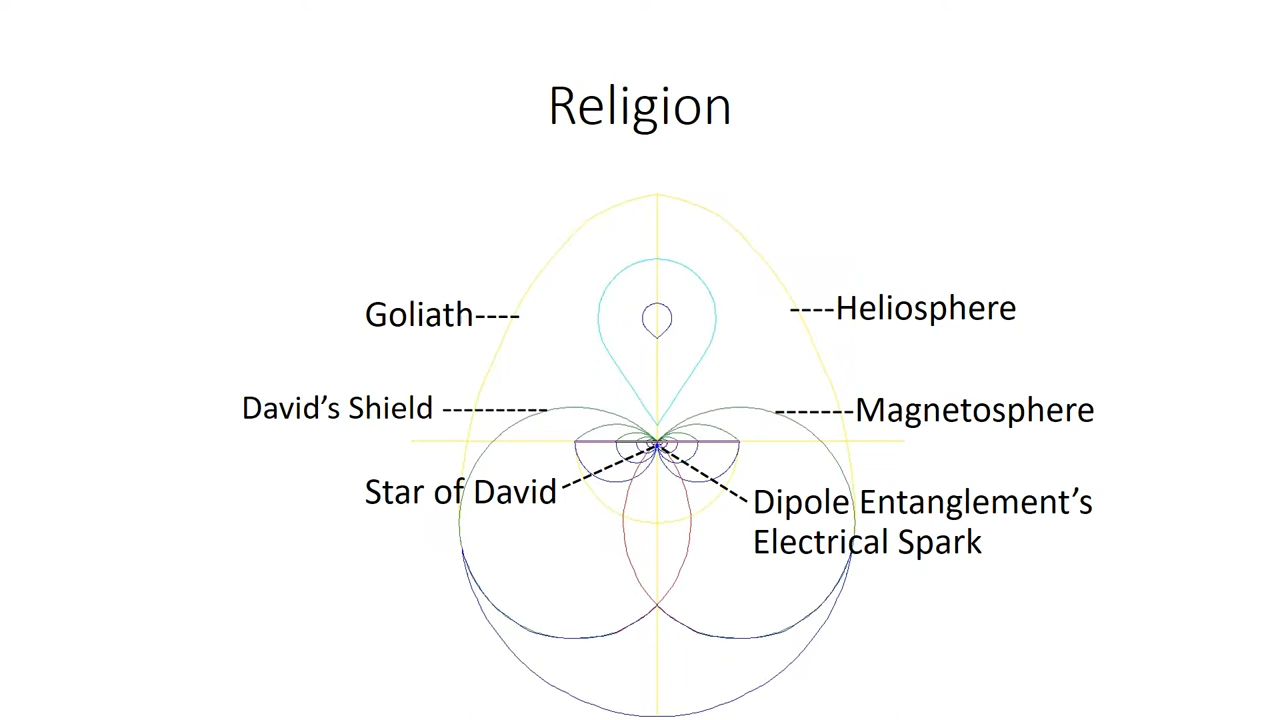 Religion
Goliath----
----Heliosphere
David's Shield ----------
--------Magnetosphere
Star of David
Dipole Entanglement's
Electrical Spark